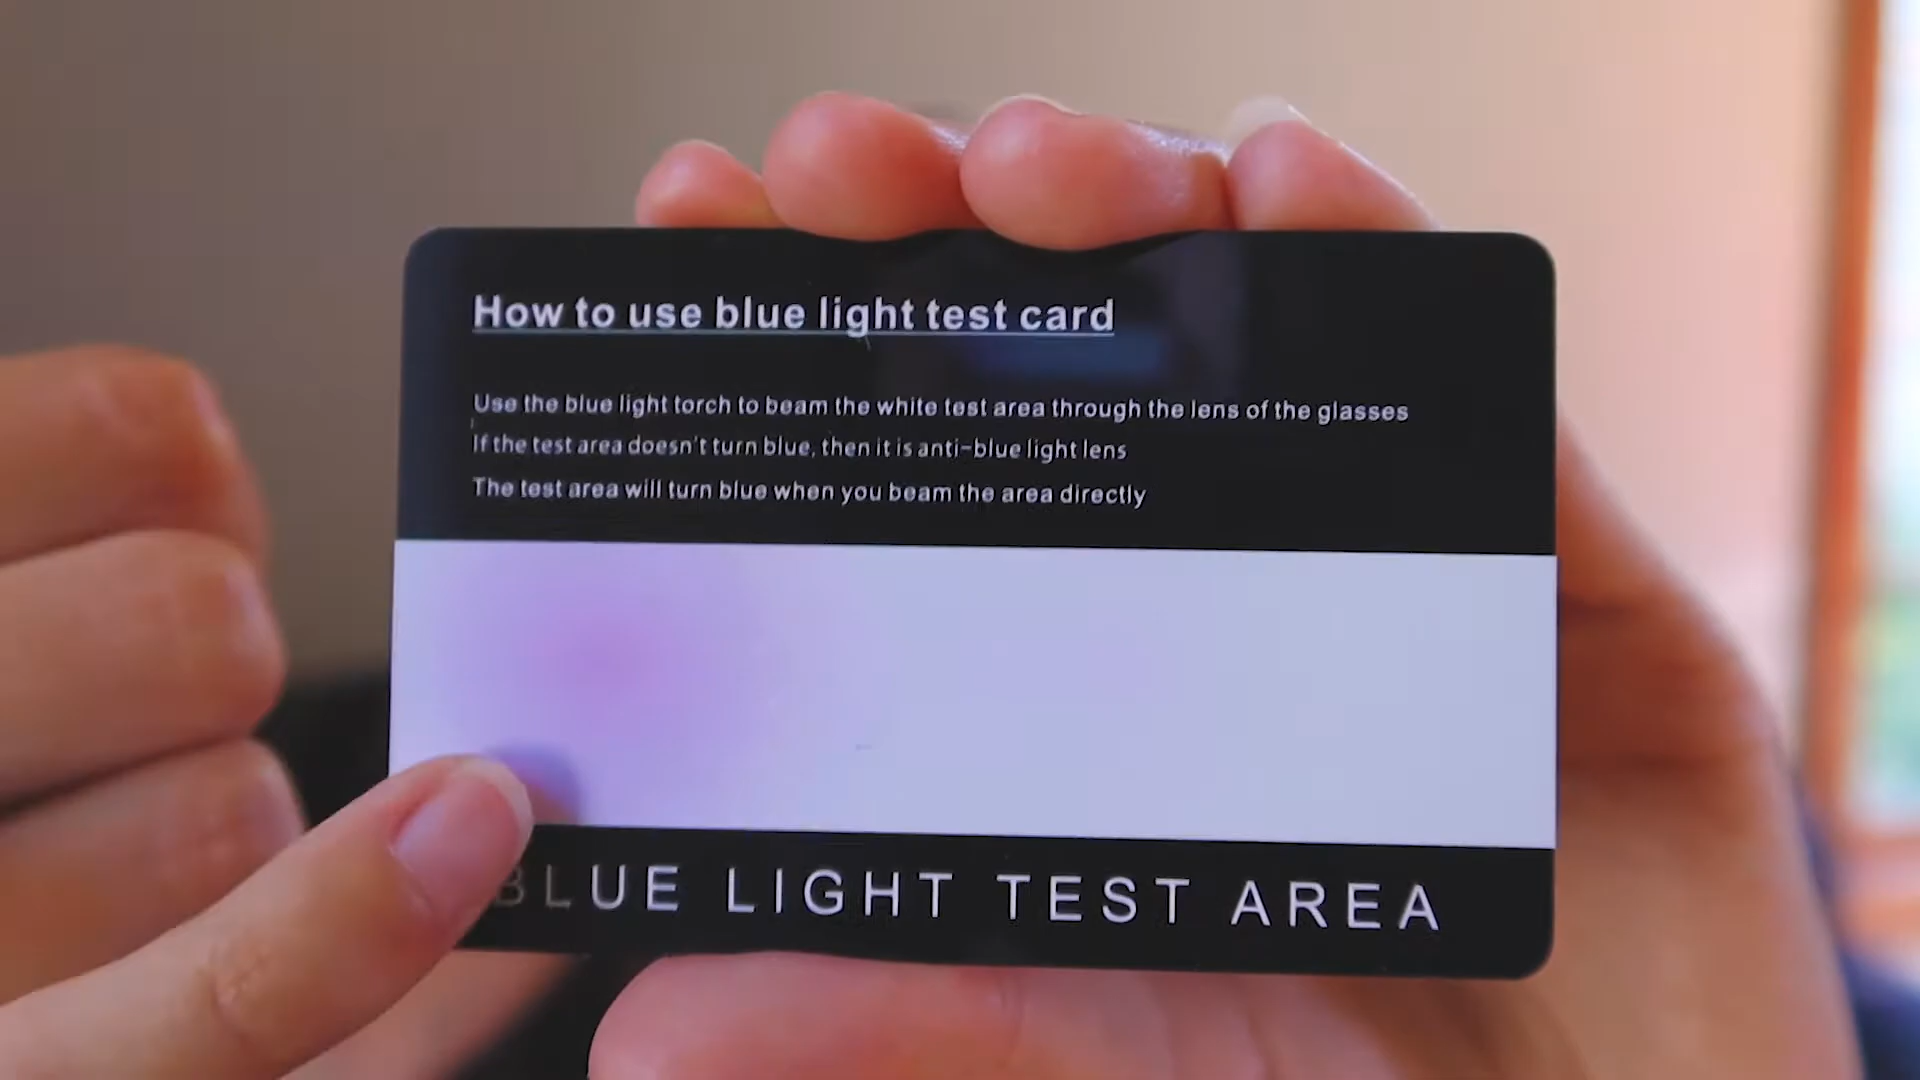 How to use blue light test card
Use the blue light torch to beam the white test area through the lens of the glasses
If the test area doesn't turn blue, then it is anti-blue light lens
The test area will turn blue when you beam the area directly
BLUE LIGHT TEST AREA